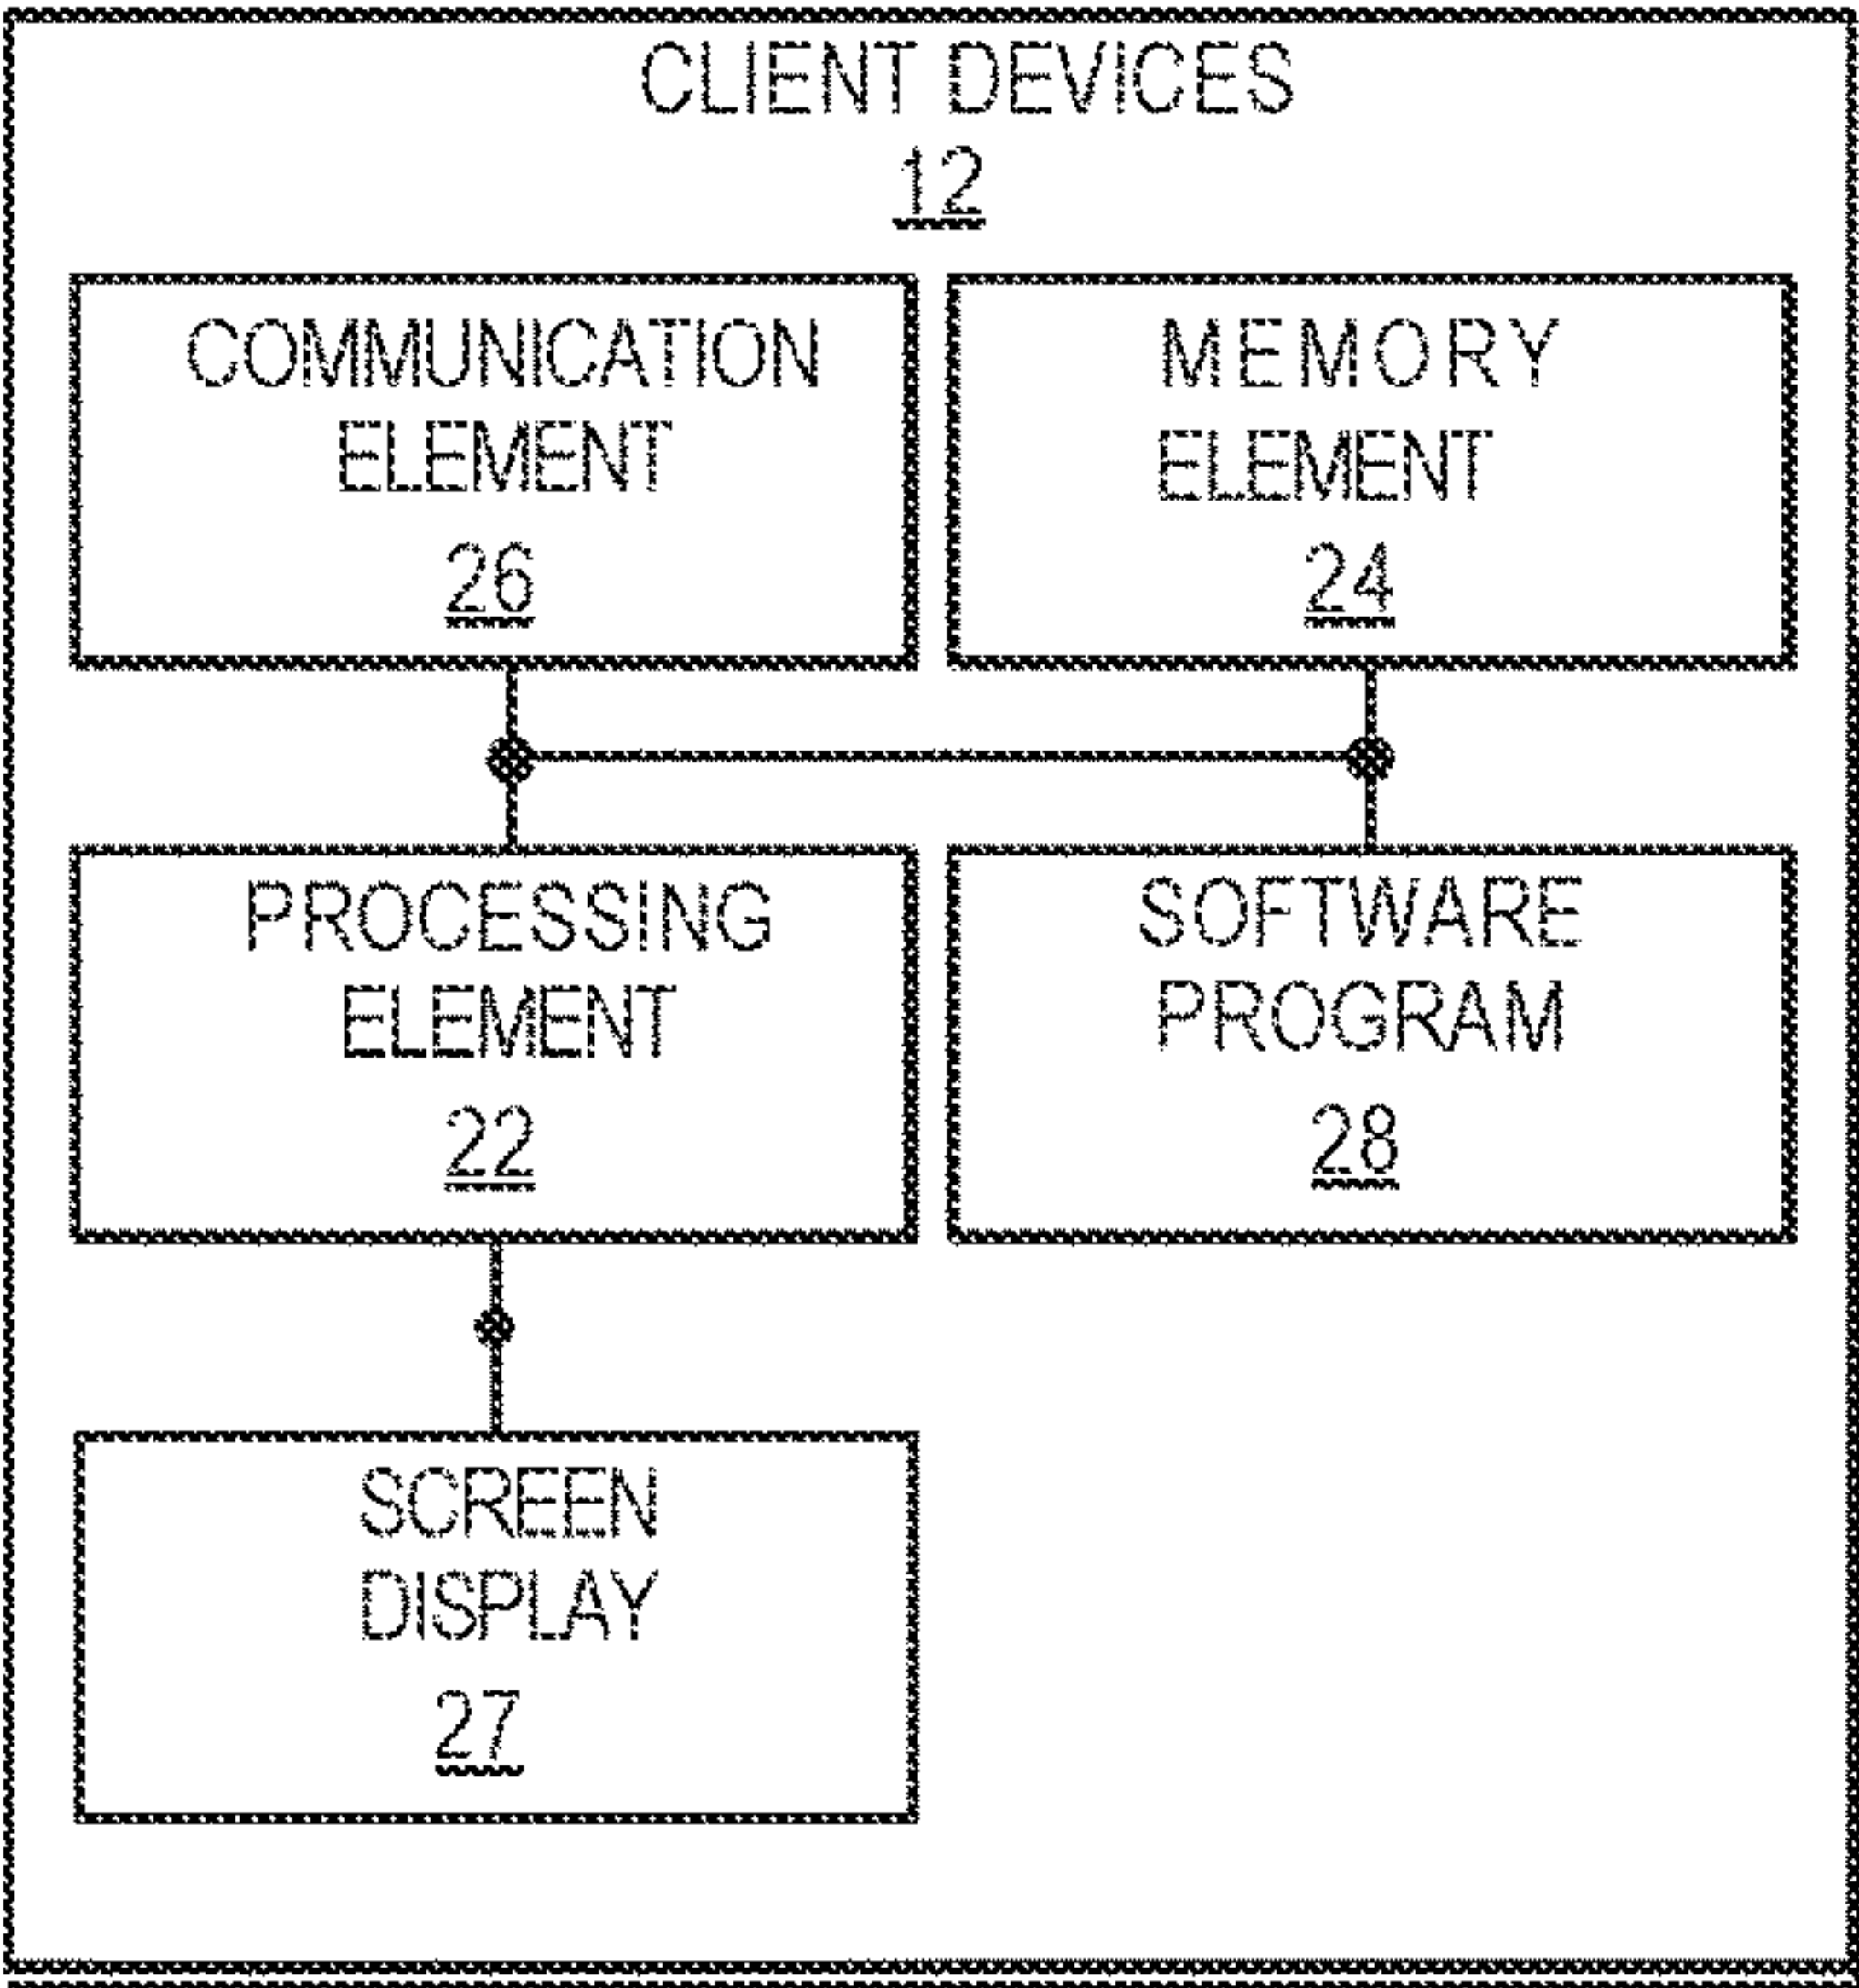 CLIENT DEVICES
12
COMMUNICATION
ELEMENT
26
MEMORY
ELEMENT
24
PROCESSING
ELEMENT
22
SOFTWARE
PROGRAM
28
SCREEN
DISPLAY
27